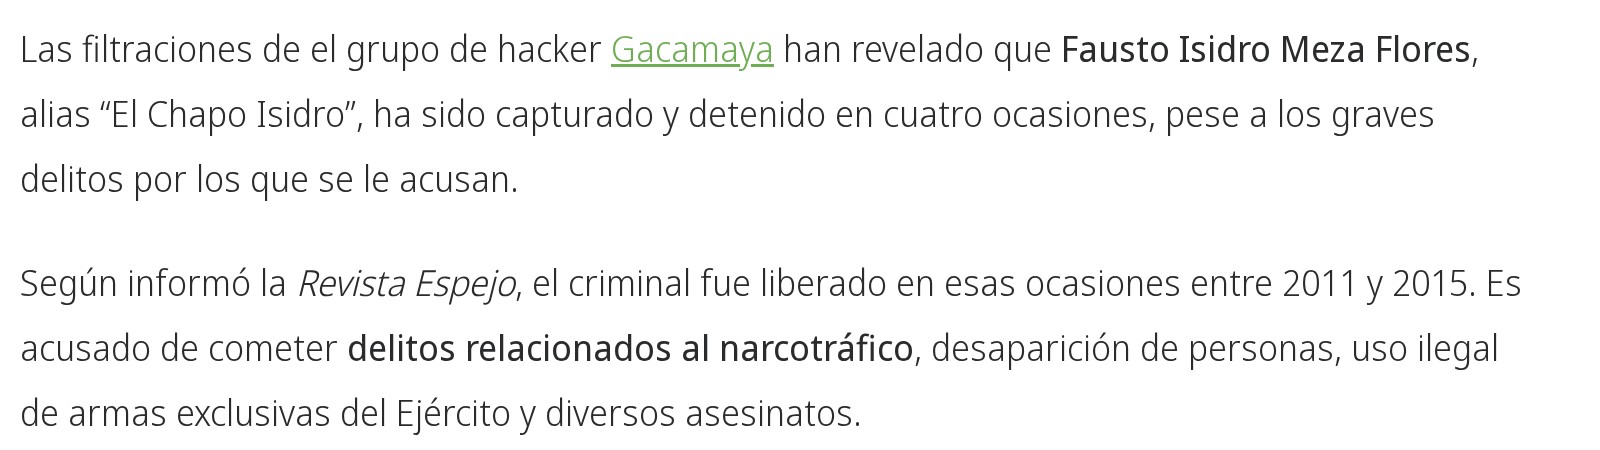 Las filtraciones de el grupo de hacker Gacamaya han revelado que Fausto Isidro Meza Flores,
alias “El Chapo Isidro”, ha sido capturado y detenido en cuatro ocasiones, pese a los graves
delitos por los que se le acusan.
Según informó la Revista Espejo, el criminal fue liberado en esas ocasiones entre 2011 y 2015. Es
acusado de cometer delitos relacionados al narcotráfico, desaparición de personas, uso ilegal
de armas exclusivas del Ejército y diversos asesinatos.